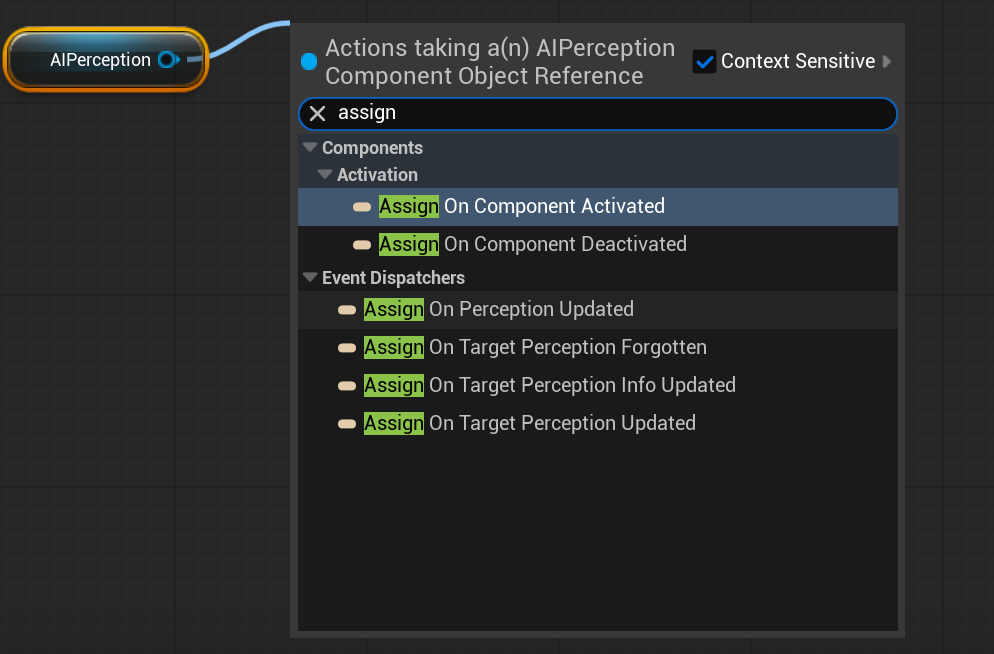 AIPerception
Actions taking a(n) AIPerception
Component Object Reference
Context Sensitive
assign
Components
Activation
Assign On Component Activated
Assign On Component Deactivated
Event Dispatchers
Assign On Perception Updated
Assign On Target Perception Forgotten
Assign On Target Perception Info Updated
Assign On Target Perception Updated